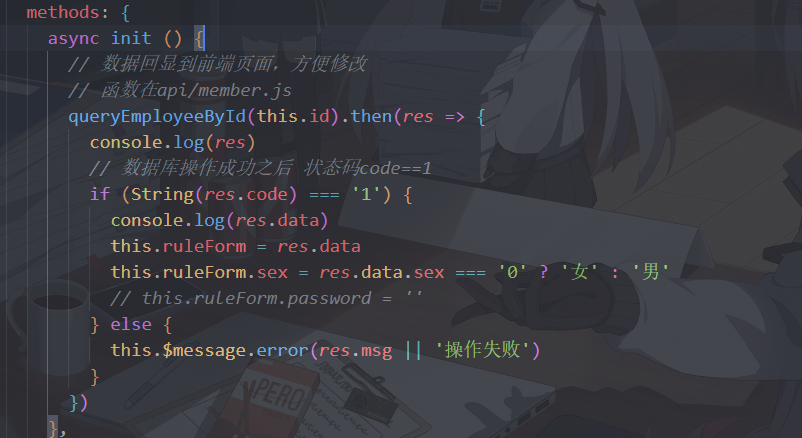 methods: {
async init () {
// 数据回显到前端页面，方便修改
// 函数在api/member.js
queryEmployeeById(this.id).then(res => {
console.log(res)
// 数据库操作成功之后 状态码code==1
if (String(res.code) === '1') {
console.log(res.data)
this.ruleForm = res.data
this.ruleForm.sex = res.data.sex === '0' ? '女' : '男'
// this.ruleForm.password = ''
} else {
this.$message.error(res.msg || '操作失败')
}
})
},
PERO